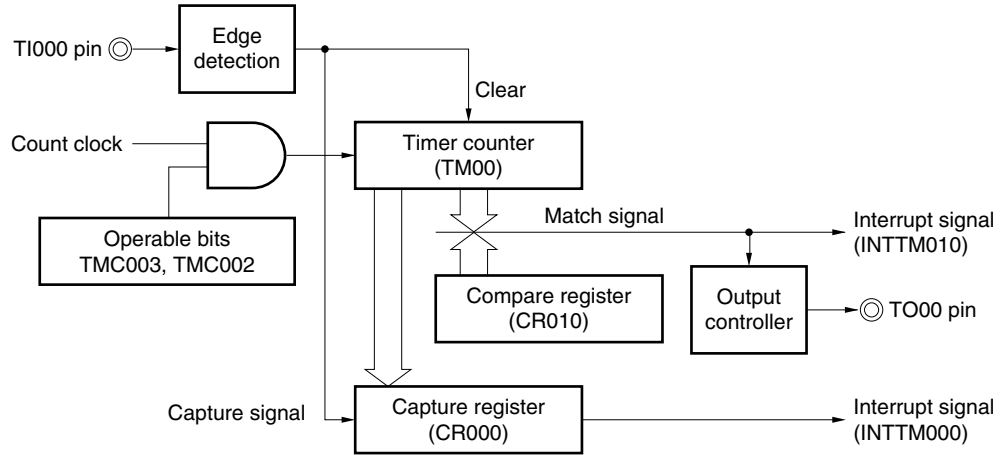 TI000 pin
Edge
detection
Clear
Count clock
Timer counter
(TM00)
Operable bits
TMC003, TMC002
Match signal
Interrupt signal
(INTTM010)
Compare register
(CR010)
Output
controller
TO00 pin
Capture signal
Capture register
(CR000)
Interrupt signal
(INTTM000)